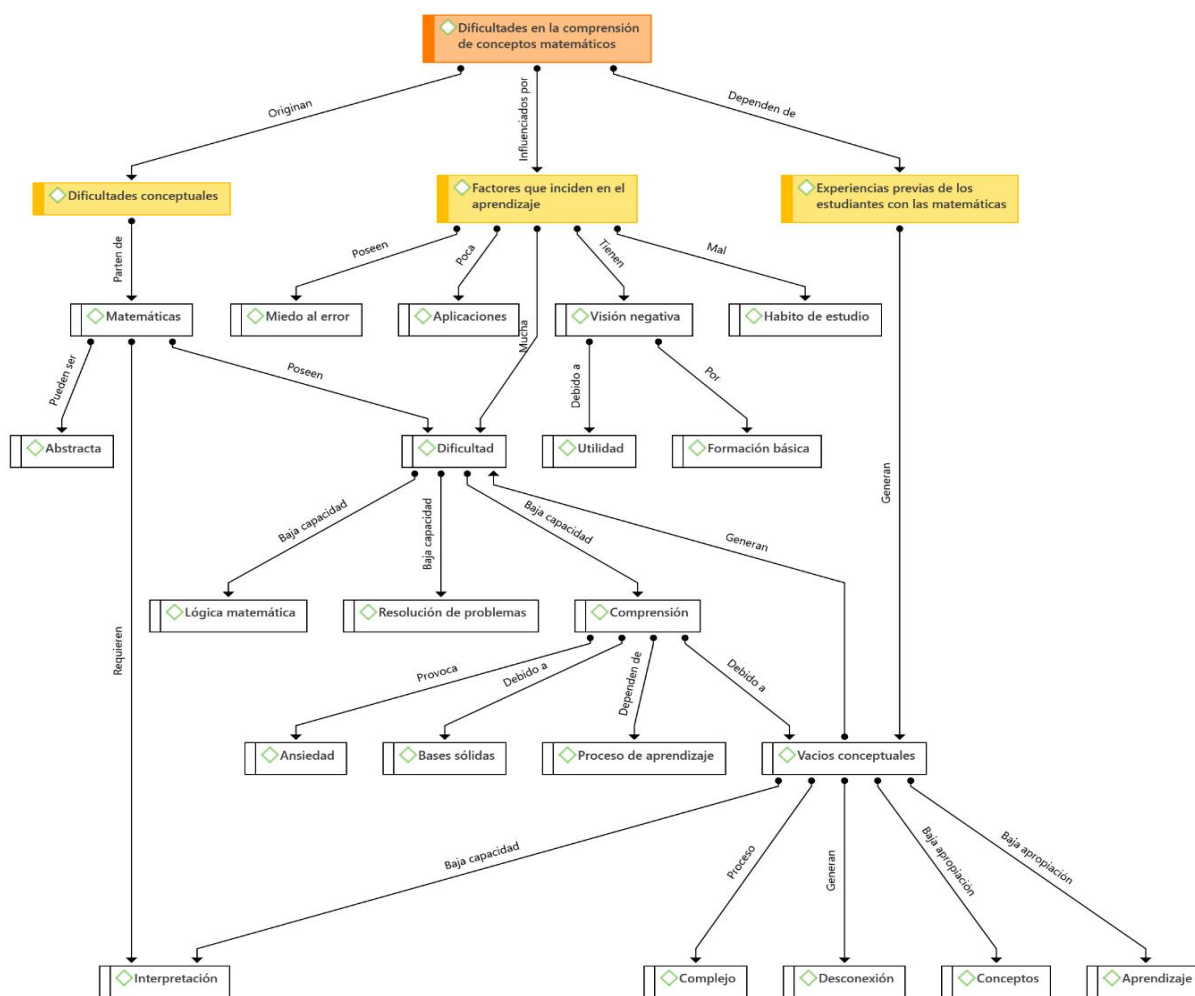 Dificultades en la comprensión
de conceptos matemáticos
Originan
Influenciados por
Dependen de
Dificultades conceptuales
Factores que inciden en el
aprendizaje
Experiencias previas de los
estudiantes con las matemáticas
Parten de
Poseen
Poca
Mucha
Tienen
Mal
Matemáticas
Miedo al error
Aplicaciones
Visión negativa
Habito de estudio
Pueden ser
Poseen
Debido a
Por
Abstracta
Dificultad
Utilidad
Formación básica
Generan
Baja capacidad
Baja capacidad
Baja capacidad
Generan
Lógica matemática
Resolución de problemas
Comprensión
Requieren
Provoca
Debido a
Dependen de
Debido a
Ansiedad
Bases sólidas
Proceso de aprendizaje
Vacios conceptuales
Baja capacidad
Proceso
Generan
Baja apropiación
Baja apropiación
Interpretación
Complejo
Desconexión
Conceptos
Aprendizaje